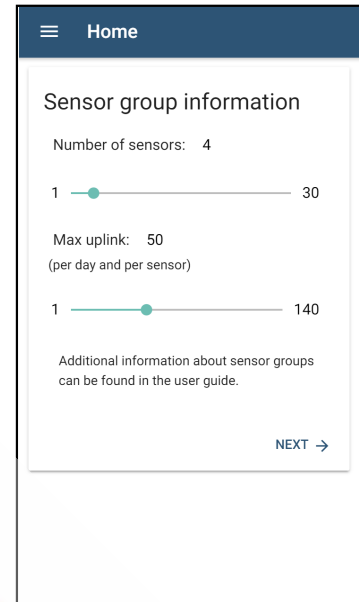 Home
Sensor group information
Number of sensors: 4
1 30
Max uplink: 50
(per day and per sensor)
1 140
Additional information about sensor groups
can be found in the user guide.
NEXT →